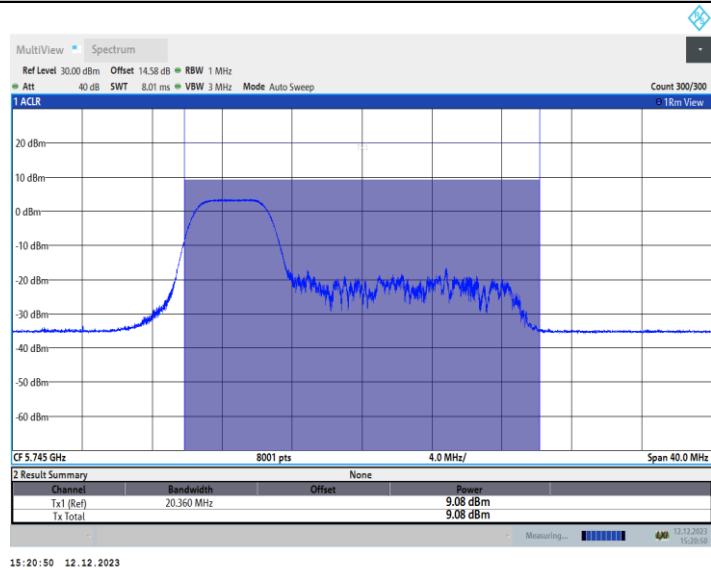 MultiView Spectrum
Ref Level 30.00 dBm Offset 14.58 dB RBW 1 MHz
Att 40 dB SWT 8.01 ms VBW 3 MHz Mode Auto Sweep Count 300/300
1 ACLR 1Rm View
20 dBm
10 dBm
0 dBm
-10 dBm
-20 dBm
-30 dBm
-40 dBm
-50 dBm
-60 dBm
CF 5.745 GHz 8001 pts 4.0 MHz/ Span 40.0 MHz
2 Result Summary None
Channel Bandwidth Offset Power
Tx1 (Ref) 20.360 MHz 9.08 dBm
Tx Total 9.08 dBm
Measuring... 12.12.2023
15:20:50
15:20:50 12.12.2023